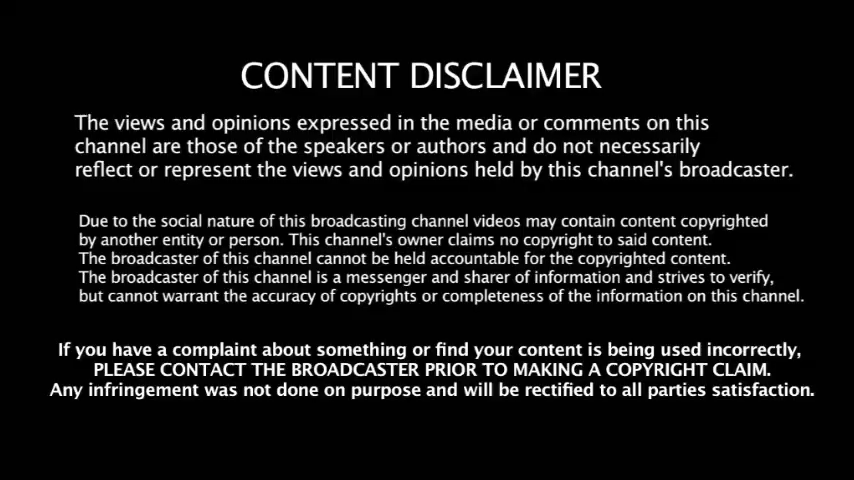 CONTENT DISCLAIMER
The views and opinions expressed in the media or comments on this
channel are those of the speakers or authors and do not necessarily
reflect or represent the views and opinions held by this channel's broadcaster.
Due to the social nature of this broadcasting channel videos may contain content copyrighted
by another entity or person. This channel's owner claims no copyright to said content.
The broadcaster of this channel cannot be held accountable for the copyrighted content.
The broadcaster of this channel is a messenger and sharer of information and strives to verify,
but cannot warrant the accuracy of copyrights or completeness of the information on this channel.
If you have a complaint about something or find your content is being used incorrectly,
PLEASE CONTACT THE BROADCASTER PRIOR TO MAKING A COPYRIGHT CLAIM.
Any infringement was not done on purpose and will be rectified to all parties satisfaction.